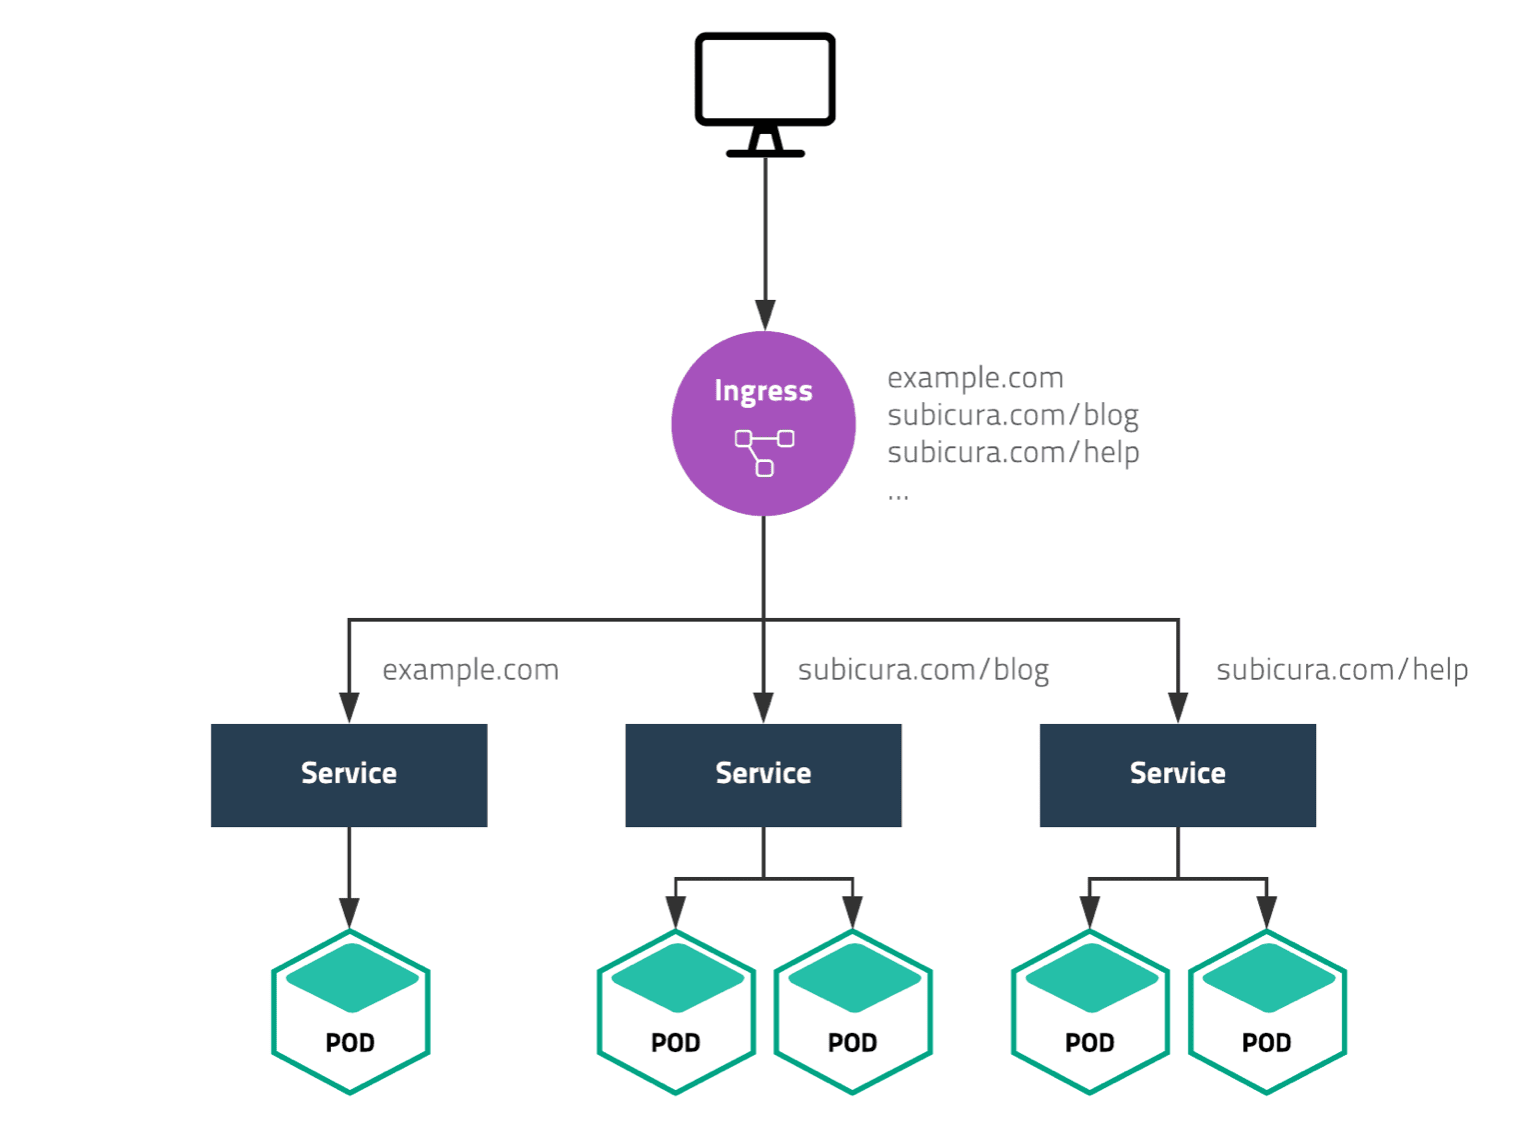 Ingress
example.com
subicura.com/blog
subicura.com/help
...
example.com
subicura.com/blog
subicura.com/help
Service
Service
Service
POD
POD
POD
POD
POD